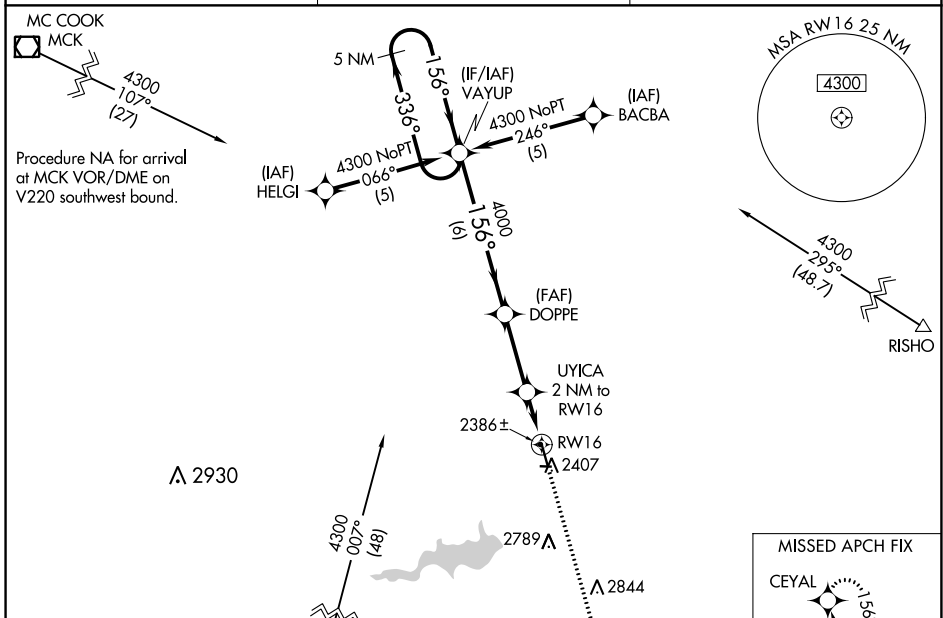 MC COOK
MCK
4300
107°
(27)
Procedure NA for arrival
at MCK VOR/DME on
V220 southwest bound.
5 NM
336°
156°
(IF/IAF)
VAYUP
4300 NoPT
246°
(5)
(IAF)
BACBA
(IAF)
HELGI
4300 NoPT
066°
(5)
MSA RW16 25 NM
4300
4000
156°
(6)
4300
295°
(48.7)
RISHO
(FAF)
DOPPE
UYICA
2 NM to
RW16
2386±
RW16
2407
2930
4300
007°
(48)
2789
2844
MISSED APCH FIX
CEYAL
156